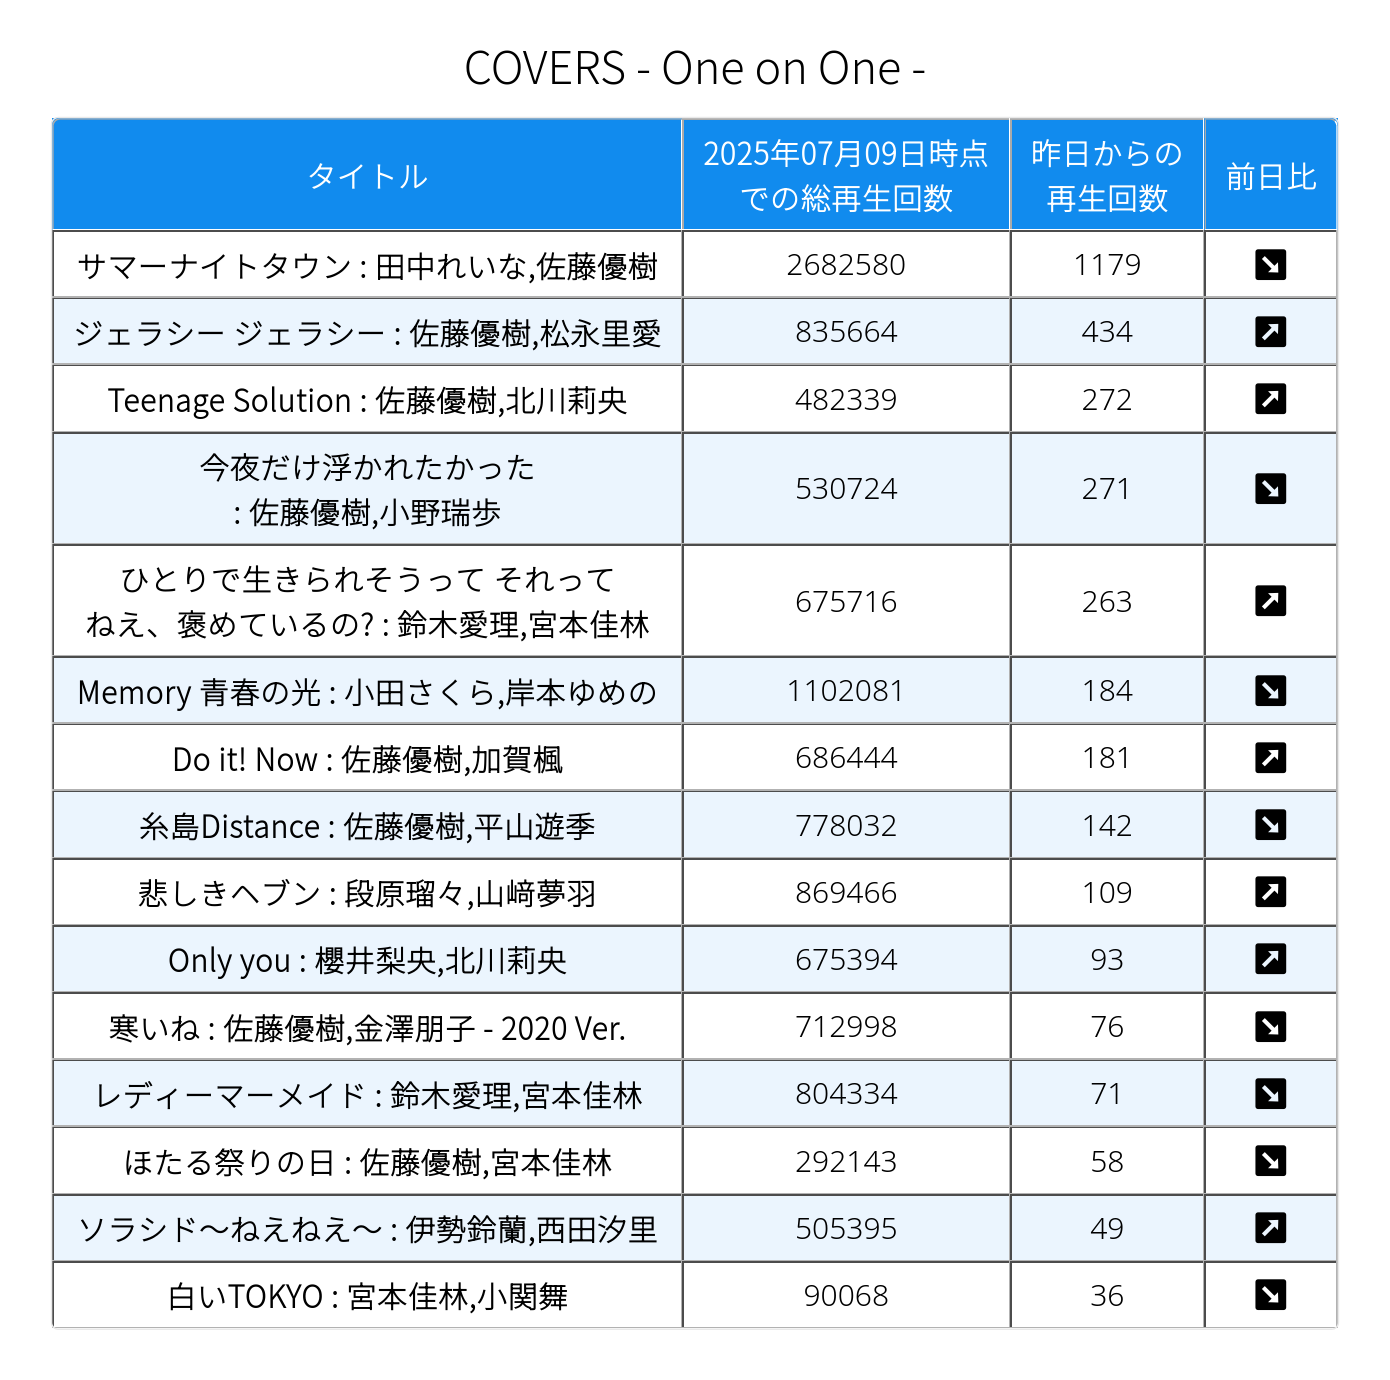 COVERS - One on One -
タイトル
2025年07月09日時点
での総再生回数
昨日からの
再生回数
前日比
サマーナイトタウン : 田中れいな,佐藤優樹 2682580 1179
ジェラシー ジェラシー : 佐藤優樹,松永里愛 835664 434
Teenage Solution : 佐藤優樹,北川莉央 482339 272
今夜だけ浮かれたかった
: 佐藤優樹,小野瑞歩 530724 271
ひとりで生きられそうって それって
ねえ、褒めているの? : 鈴木愛理,宮本佳林 675716 263
Memory 青春の光 : 小田さくら,岸本ゆめの 1102081 184
Do it! Now : 佐藤優樹,加賀楓 686444 181
糸島Distance : 佐藤優樹,平山遊季 778032 142
悲しきヘブン : 段原瑠々,山﨑夢羽 869466 109
Only you : 櫻井梨央,北川莉央 675394 93
寒いね : 佐藤優樹,金澤朋子 - 2020 Ver. 712998 76
レディーマーメイド : 鈴木愛理,宮本佳林 804334 71
ほたる祭りの日 : 佐藤優樹,宮本佳林 292143 58
ソラシド〜ねえねえ〜 : 伊勢鈴蘭,西田汐里 505395 49
白いTOKYO : 宮本佳林,小関舞 90068 36